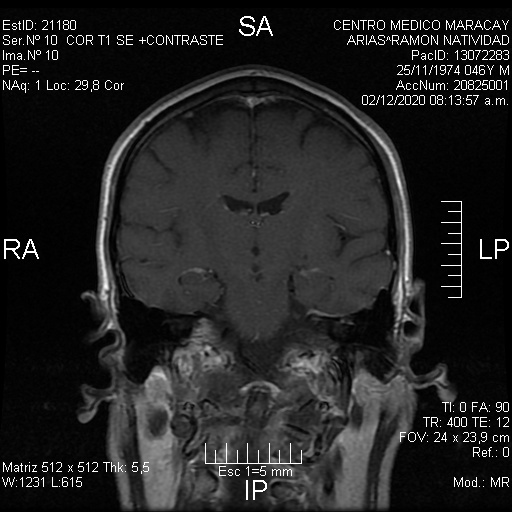 EstID: 21180
Ser.Nº 10 COR T1 SE +CONTRASTE
Ima.Nº 10
PE= --
NAq: 1 Loc: 29,8 Cor
SA
CENTRO MEDICO MARACAY
ARIAS^RAMON NATIVIDAD
PacID: 13072283
25/11/1974 046Y M
AccNum: 20825001
02/12/2020 08:13:57 a.m.
RA
LP
TI: 0 FA: 90
TR: 400 TE: 12
FOV: 24 x 23,9 cm
Ref.: 0
Mod.: MR
Matriz 512 x 512 Thk: 5,5
W:1231 L:615
Esc 1=5 mm
IP